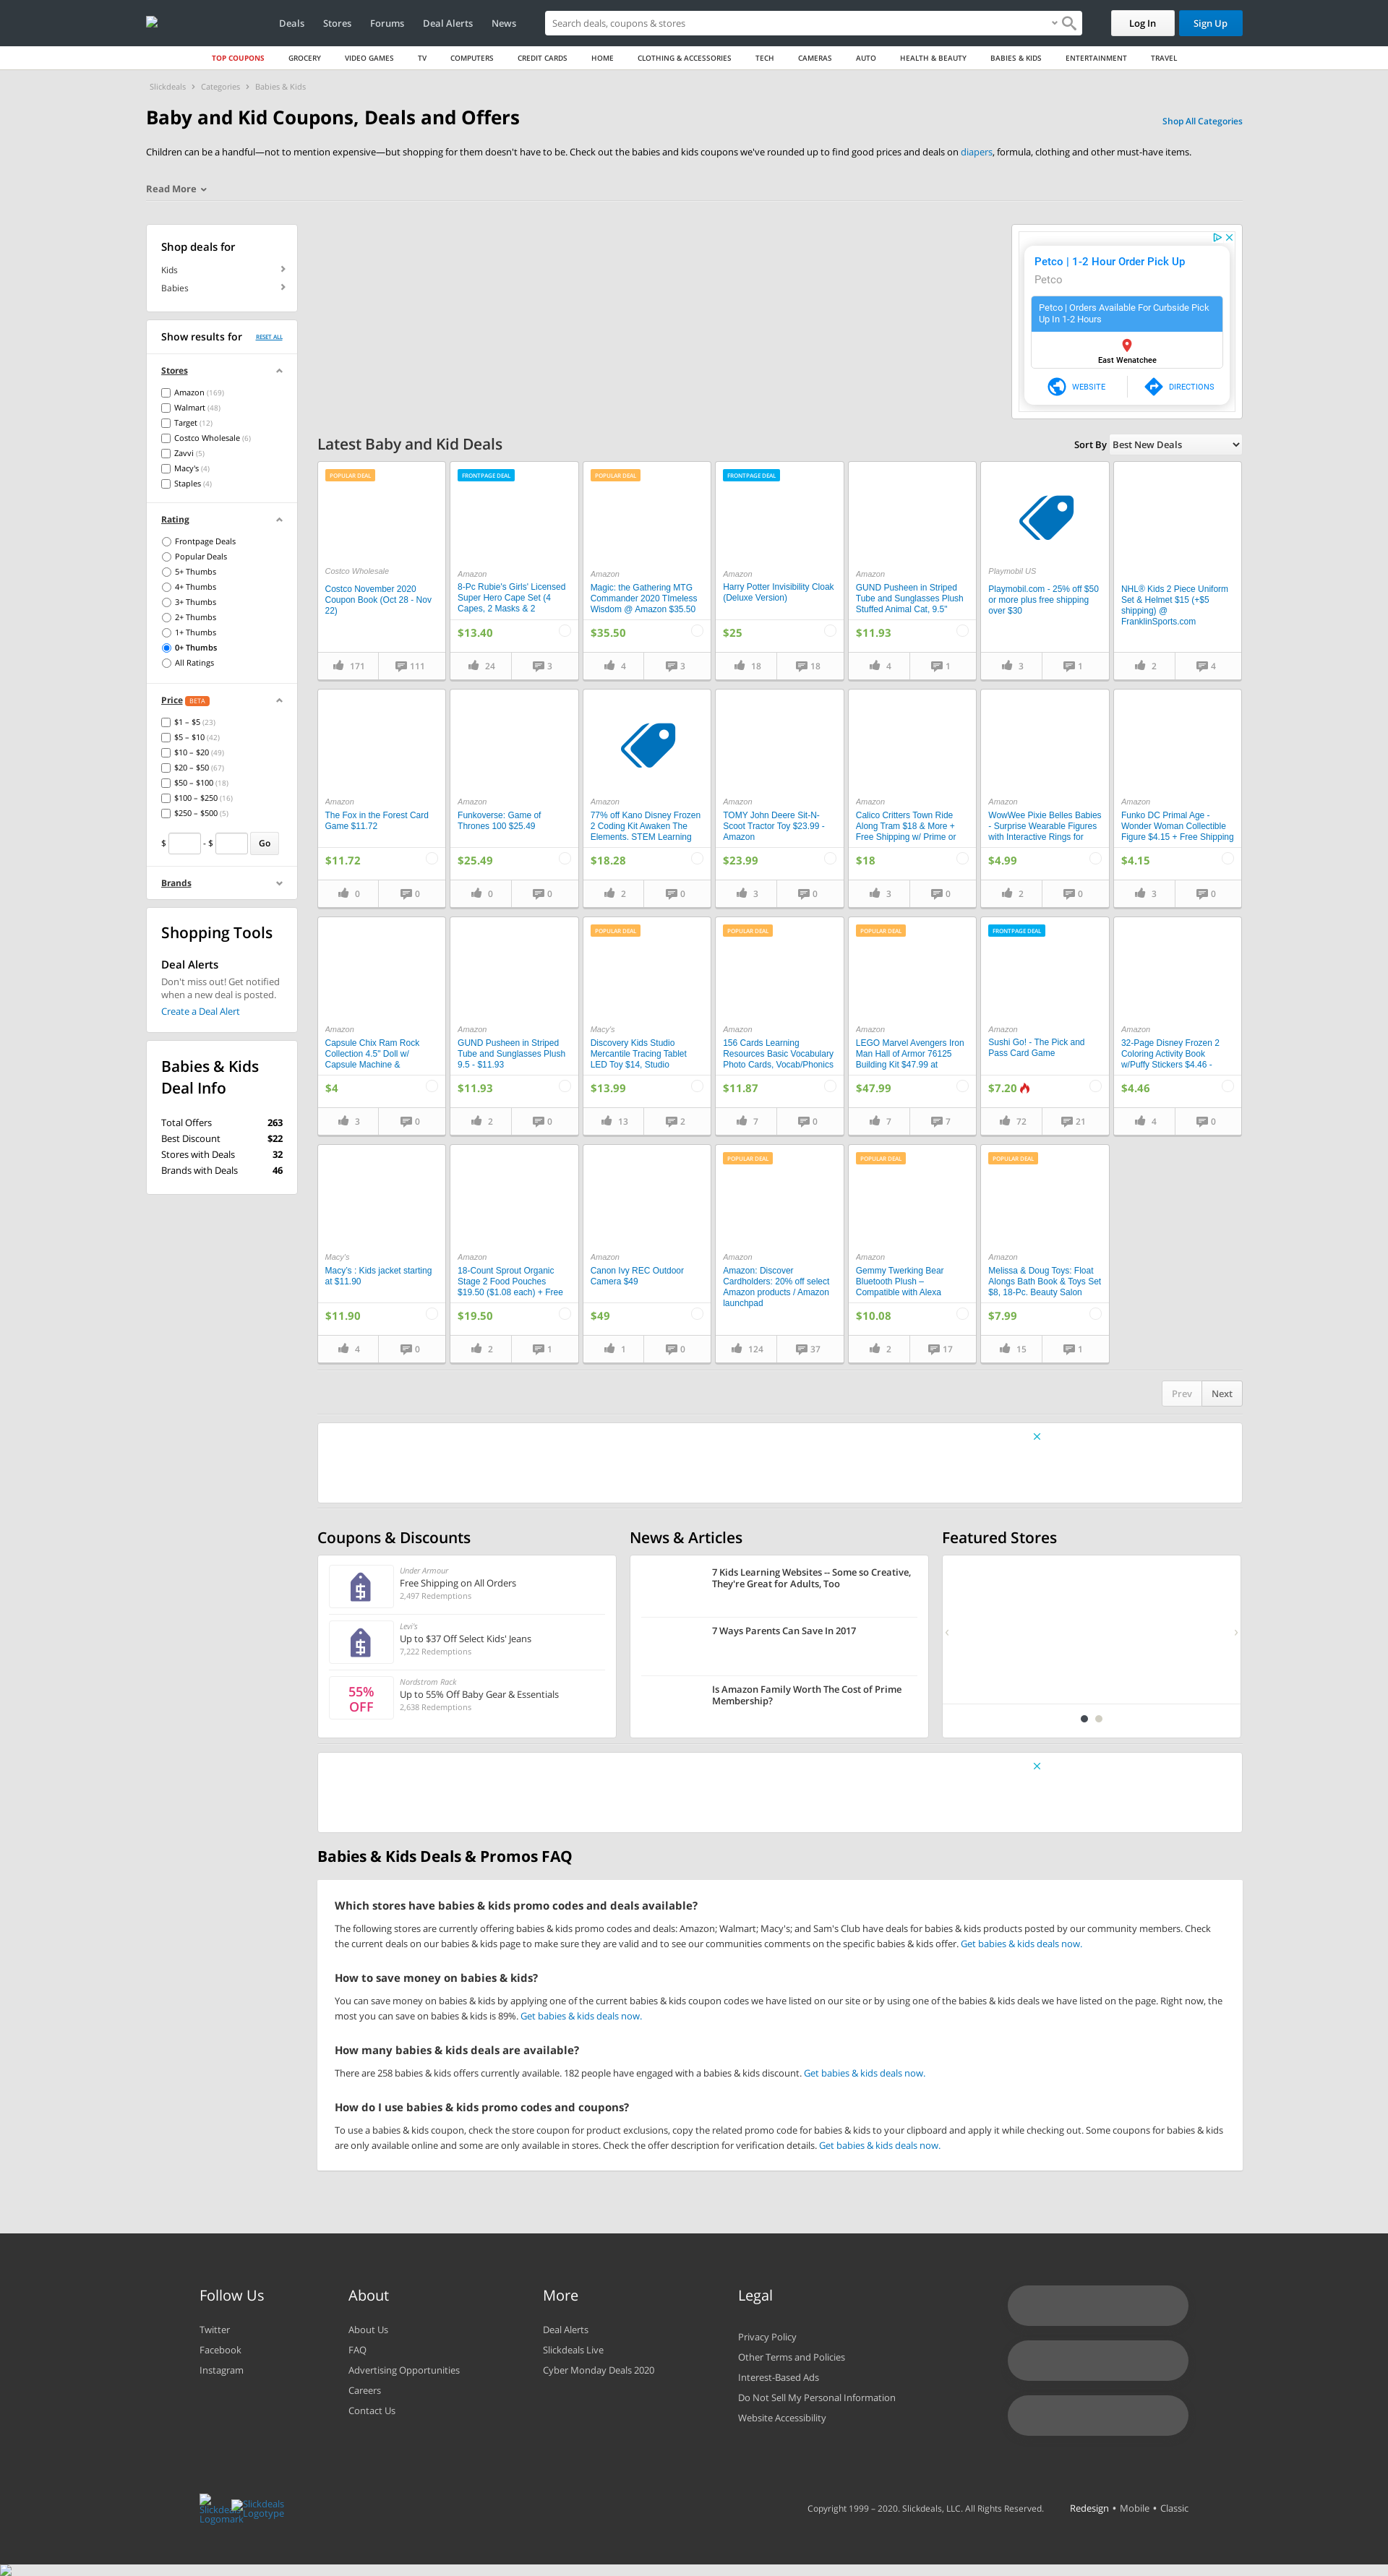 Deals Stores Forums Deal Alerts News
Search deals, coupons & stores
Log In
Sign Up
TOP COUPONS GROCERY VIDEO GAMES TV COMPUTERS CREDIT CARDS HOME CLOTHING & ACCESSORIES TECH CAMERAS AUTO HEALTH & BEAUTY BABIES & KIDS ENTERTAINMENT TRAVEL
Slickdeals > Categories > Babies & Kids
Baby and Kid Coupons, Deals and Offers
Shop All Categories
Children can be a handful—not to mention expensive—but shopping for them doesn't have to be. Check out the babies and kids coupons we've rounded up to find good prices and deals on diapers, formula, clothing and other must-have items.
Read More
Shop deals for
Kids
Babies
Show results for RESET ALL
Stores
Amazon (169)
Walmart (48)
Target (12)
Costco Wholesale (6)
Zavvi (5)
Macy's (4)
Staples (4)
Rating
Frontpage Deals
Popular Deals
5+ Thumbs
4+ Thumbs
3+ Thumbs
2+ Thumbs
1+ Thumbs
0+ Thumbs
All Ratings
Price BETA
$1 – $5 (23)
$5 – $10 (42)
$10 – $20 (49)
$20 – $50 (67)
$50 – $100 (18)
$100 – $250 (16)
$250 – $500 (5)
$ - $ Go
Brands
Shopping Tools
Deal Alerts
Don't miss out! Get notified
when a new deal is posted.
Create a Deal Alert
Babies & Kids
Deal Info
Total Offers 263
Best Discount $22
Stores with Deals 32
Brands with Deals 46
Petco | 1-2 Hour Order Pick Up
Petco
Petco | Orders Available For Curbside Pick
Up In 1-2 Hours
East Wenatchee
WEBSITE
DIRECTIONS
Latest Baby and Kid Deals
Sort By Best New Deals
POPULAR DEAL
Costco Wholesale
Costco November 2020
Coupon Book (Oct 28 - Nov
22)
171 111
FRONTPAGE DEAL
Amazon
8-Pc Rubie's Girls' Licensed
Super Hero Cape Set (4
Capes, 2 Masks & 2
$13.40
24 3
POPULAR DEAL
Amazon
Magic: the Gathering MTG
Commander 2020 TImeless
Wisdom @ Amazon $35.50
$35.50
4 3
FRONTPAGE DEAL
Amazon
Harry Potter Invisibility Cloak
(Deluxe Version)
$25
18 18
Amazon
GUND Pusheen in Striped
Tube and Sunglasses Plush
Stuffed Animal Cat, 9.5"
$11.93
4 1
Playmobil US
Playmobil.com - 25% off $50
or more plus free shipping
over $30
3 1
NHL® Kids 2 Piece Uniform
Set & Helmet $15 (+$5
shipping) @
FranklinSports.com
2 4
Amazon
The Fox in the Forest Card
Game $11.72
$11.72
0 0
Amazon
Funkoverse: Game of
Thrones 100 $25.49
$25.49
0 0
Amazon
77% off Kano Disney Frozen
2 Coding Kit Awaken The
Elements. STEM Learning
$18.28
2 0
Amazon
TOMY John Deere Sit-N-
Scoot Tractor Toy $23.99 -
Amazon
$23.99
3 0
Amazon
Calico Critters Town Ride
Along Tram $18 & More +
Free Shipping w/ Prime or
$18
3 0
Amazon
WowWee Pixie Belles Babies
- Surprise Wearable Figures
with Interactive Rings for
$4.99
2 0
Amazon
Funko DC Primal Age -
Wonder Woman Collectible
Figure $4.15 + Free Shipping
$4.15
3 0
Amazon
Capsule Chix Ram Rock
Collection 4.5" Doll w/
Capsule Machine &
$4
3 0
Amazon
GUND Pusheen in Striped
Tube and Sunglasses Plush
9.5 - $11.93
$11.93
2 0
POPULAR DEAL
Macy's
Discovery Kids Studio
Mercantile Tracing Tablet
LED Toy $14, Studio
$13.99
13 2
POPULAR DEAL
Amazon
156 Cards Learning
Resources Basic Vocabulary
Photo Cards, Vocab/Phonics
$11.87
7 0
POPULAR DEAL
Amazon
LEGO Marvel Avengers Iron
Man Hall of Armor 76125
Building Kit $47.99 at
$47.99
7 7
FRONTPAGE DEAL
Amazon
Sushi Go! - The Pick and
Pass Card Game
$7.20
72 21
Amazon
32-Page Disney Frozen 2
Coloring Activity Book
w/Puffy Stickers $4.46 -
$4.46
4 0
Macy's
Macy's : Kids jacket starting
at $11.90
$11.90
4 0
Amazon
18-Count Sprout Organic
Stage 2 Food Pouches
$19.50 ($1.08 each) + Free
$19.50
2 1
Amazon
Canon Ivy REC Outdoor
Camera $49
$49
1 0
POPULAR DEAL
Amazon
Amazon: Discover
Cardholders: 20% off select
Amazon products / Amazon
launchpad
124 37
POPULAR DEAL
Amazon
Gemmy Twerking Bear
Bluetooth Plush –
Compatible with Alexa
$10.08
2 17
POPULAR DEAL
Amazon
Melissa & Doug Toys: Float
Alongs Bath Book & Toys Set
$8, 18-Pc. Beauty Salon
$7.99
15 1
Prev Next
Coupons & Discounts
Under Armour
Free Shipping on All Orders
2,497 Redemptions
Levi's
Up to $37 Off Select Kids' Jeans
7,222 Redemptions
55%
OFF
Nordstrom Rack
Up to 55% Off Baby Gear & Essentials
2,638 Redemptions
News & Articles
7 Kids Learning Websites -- Some so Creative,
They're Great for Adults, Too
7 Ways Parents Can Save In 2017
Is Amazon Family Worth The Cost of Prime
Membership?
Featured Stores
Babies & Kids Deals & Promos FAQ
Which stores have babies & kids promo codes and deals available?
The following stores are currently offering babies & kids promo codes and deals: Amazon; Walmart; Macy's; and Sam's Club have deals for babies & kids products posted by our community members. Check
the current deals on our babies & kids page to make sure they are valid and to see our communities comments on the specific babies & kids offer. Get babies & kids deals now.
How to save money on babies & kids?
You can save money on babies & kids by applying one of the current babies & kids coupon codes we have listed on our site or by using one of the babies & kids deals we have listed on the page. Right now, the
most you can save on babies & kids is 89%. Get babies & kids deals now.
How many babies & kids deals are available?
There are 258 babies & kids offers currently available. 182 people have engaged with a babies & kids discount. Get babies & kids deals now.
How do I use babies & kids promo codes and coupons?
To use a babies & kids coupon, check the store coupon for product exclusions, copy the related promo code for babies & kids to your clipboard and apply it while checking out. Some coupons for babies & kids
are only available online and some are only available in stores. Check the offer description for verification details. Get babies & kids deals now.
Follow Us
Twitter
Facebook
Instagram
About
About Us
FAQ
Advertising Opportunities
Careers
Contact Us
More
Deal Alerts
Slickdeals Live
Cyber Monday Deals 2020
Legal
Privacy Policy
Other Terms and Policies
Interest-Based Ads
Do Not Sell My Personal Information
Website Accessibility
Slickdeals
Logomark
Slickdeals
Logotype
Copyright 1999 – 2020. Slickdeals, LLC. All Rights Reserved.
Redesign • Mobile • Classic